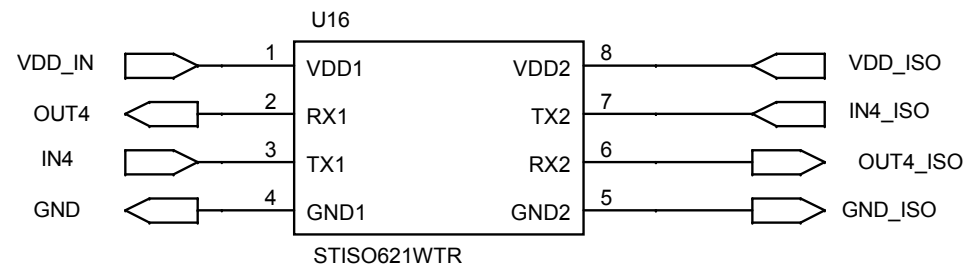 U16
VDD_IN 1 VDD1 VDD2 8 VDD_ISO
OUT4 2 RX1 TX2 7 IN4_ISO
IN4 3 TX1 RX2 6 OUT4_ISO
GND 4 GND1 GND2 5 GND_ISO
STISO621WTR